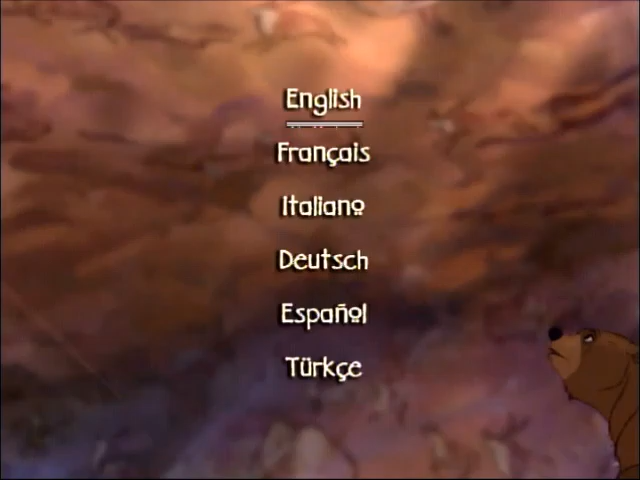 English
Français
Italiano
Deutsch
Español
Türkçe